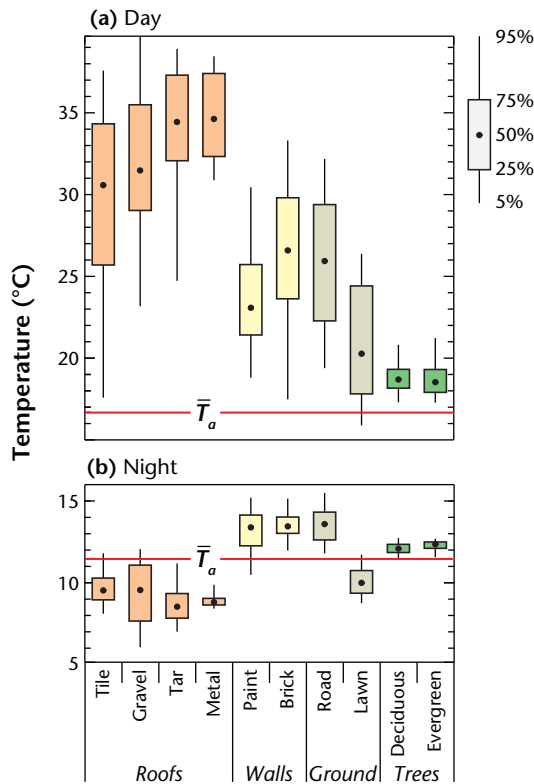 (a) Day
95%
75%
50%
25%
5%
35
30
25
20
Temperature (°C)
T̅a
(b) Night
15
10
5
T̅a
Tile
Gravel
Tar
Metal
Paint
Brick
Road
Lawn
Deciduous
Evergreen
Roofs
Walls
Ground
Trees